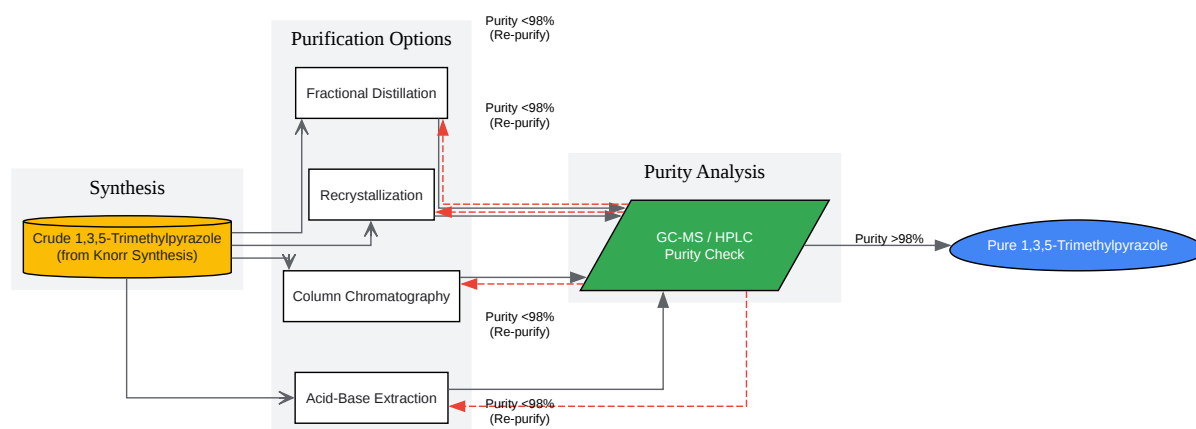 Purity <98%
(Re-purify)
Purification Options
Fractional Distillation
Purity <98%
(Re-purify)
Synthesis
Recrystallization
Purity Analysis
Crude 1,3,5-Trimethylpyrazole
(from Knorr Synthesis)
GC-MS / HPLC
Purity Check
Purity >98%
Pure 1,3,5-Trimethylpyrazole
Column Chromatography
Purity <98%
(Re-purify)
Acid-Base Extraction
Purity <98%
(Re-purify)